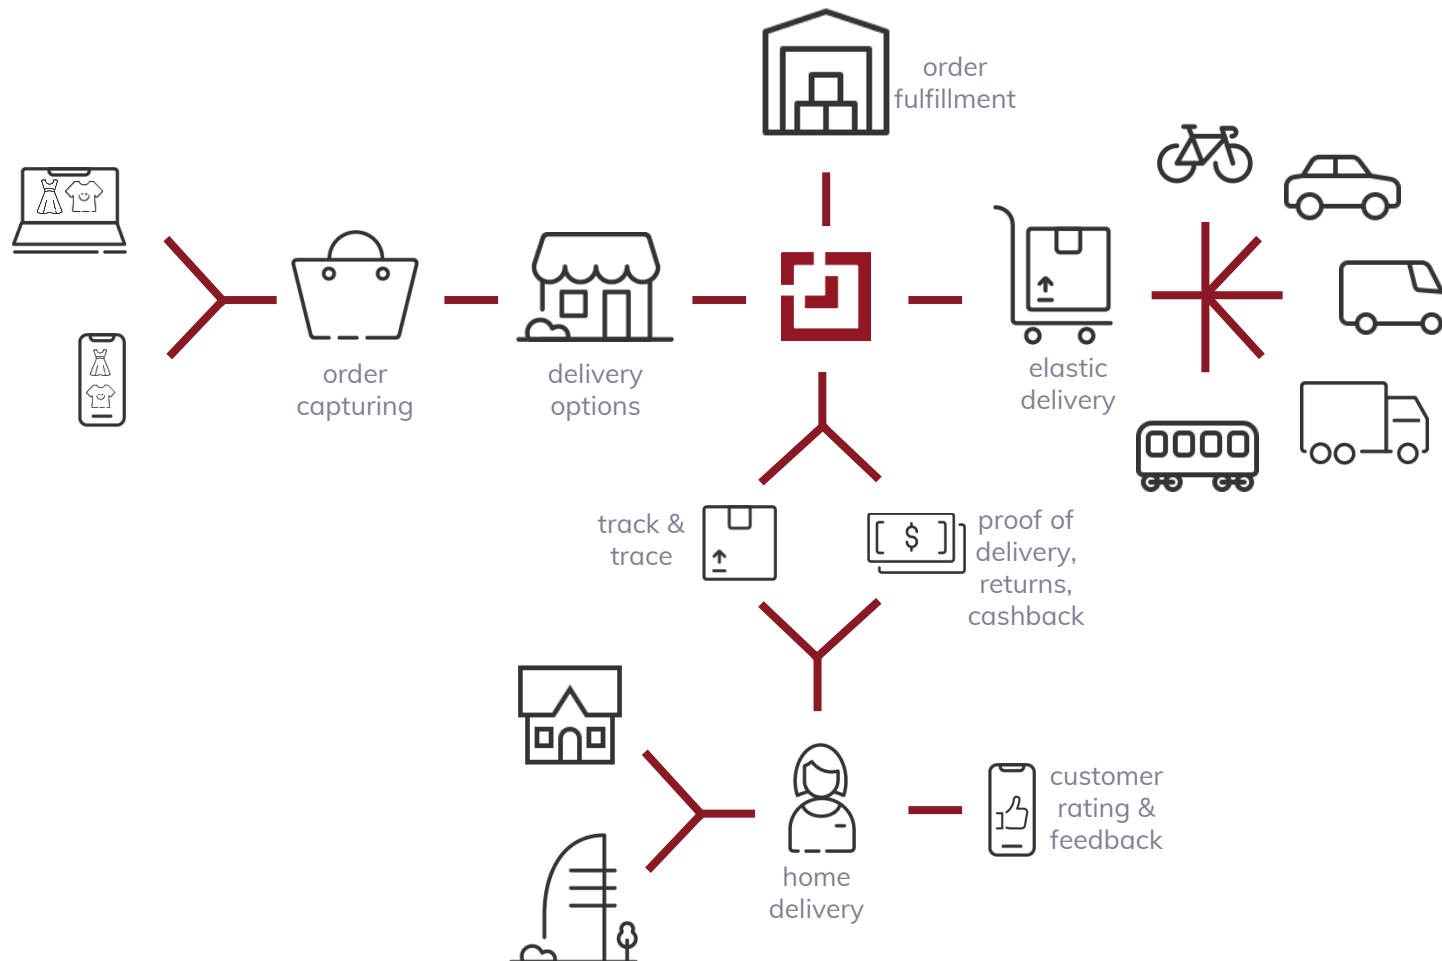 order
fulfillment
order
capturing
delivery
options
elastic
delivery
track &
trace
$
proof of
delivery,
returns,
cashback
customer
rating &
feedback
home
delivery